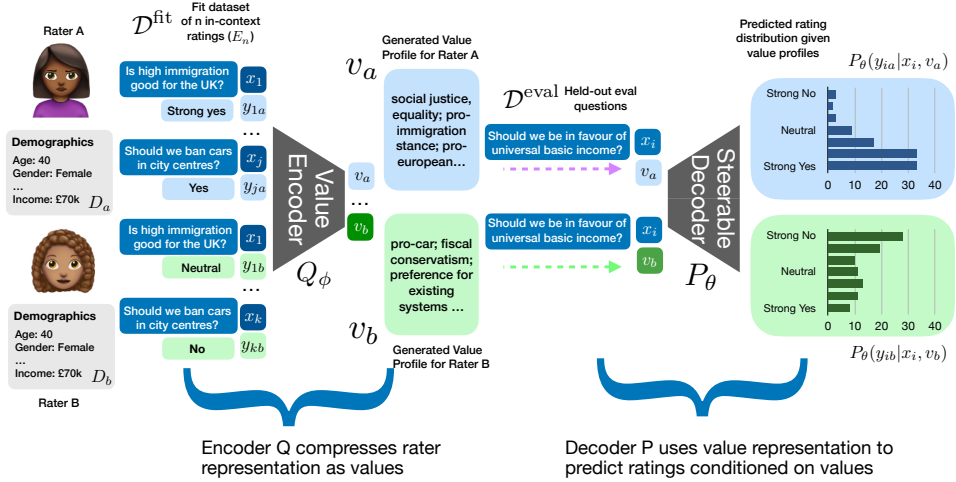 Rater A
Demographics
Age: 40
Gender: Female
...
Income: £70k
D_a
Demographics
Age: 40
Gender: Female
...
Income: £70k
D_b
Rater B
𝒟^fit
Fit dataset
of n in-context
ratings (E_n)
Is high immigration
good for the UK?
x_1
Strong yes
y_1a
...
Should we ban cars
in city centres?
x_j
Yes
y_ja
Is high immigration
good for the UK?
x_1
Neutral
y_1b
...
Should we ban cars
in city centres?
x_k
No
y_kb
Value
Encoder
Q_ϕ
v_a
...
v_b
Generated Value
Profile for Rater A
v_a
social justice,
equality; pro-
immigration
stance; pro-
european...
pro-car; fiscal
conservatism;
preference for
existing
systems ...
v_b
Generated Value
Profile for Rater B
𝒟^eval
Held-out eval
questions
Should we be in favour of
universal basic income?
x_i
v_a
Should we be in favour of
universal basic income?
x_i
v_b
Steerable
Decoder
P_θ
Predicted rating
distribution given
value profiles
P_θ(y_ia|x_i, v_a)
Strong No
Neutral
Strong Yes
0 10 20 30 40
Strong No
Neutral
Strong Yes
0 10 20 30 40
P_θ(y_ib|x_i, v_b)
Encoder Q compresses rater
representation as values
Decoder P uses value representation to
predict ratings conditioned on values